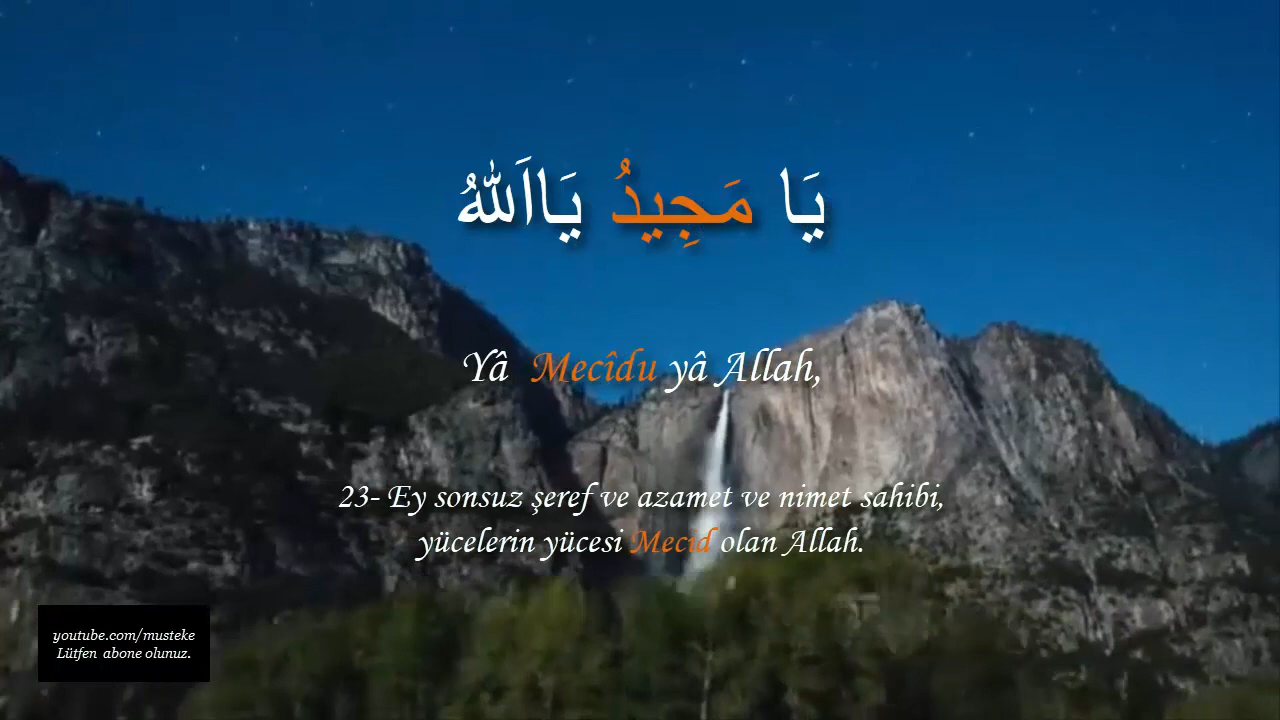 يَا مَجِيدُ يَااَللّٰهُ
Yâ Mecîdu yâ Allah,
23- Ey sonsuz şeref ve azamet ve nimet sahibi,
yücelerin yücesi Mecid olan Allah.
youtube.com/musteke
Lütfen abone olunuz.